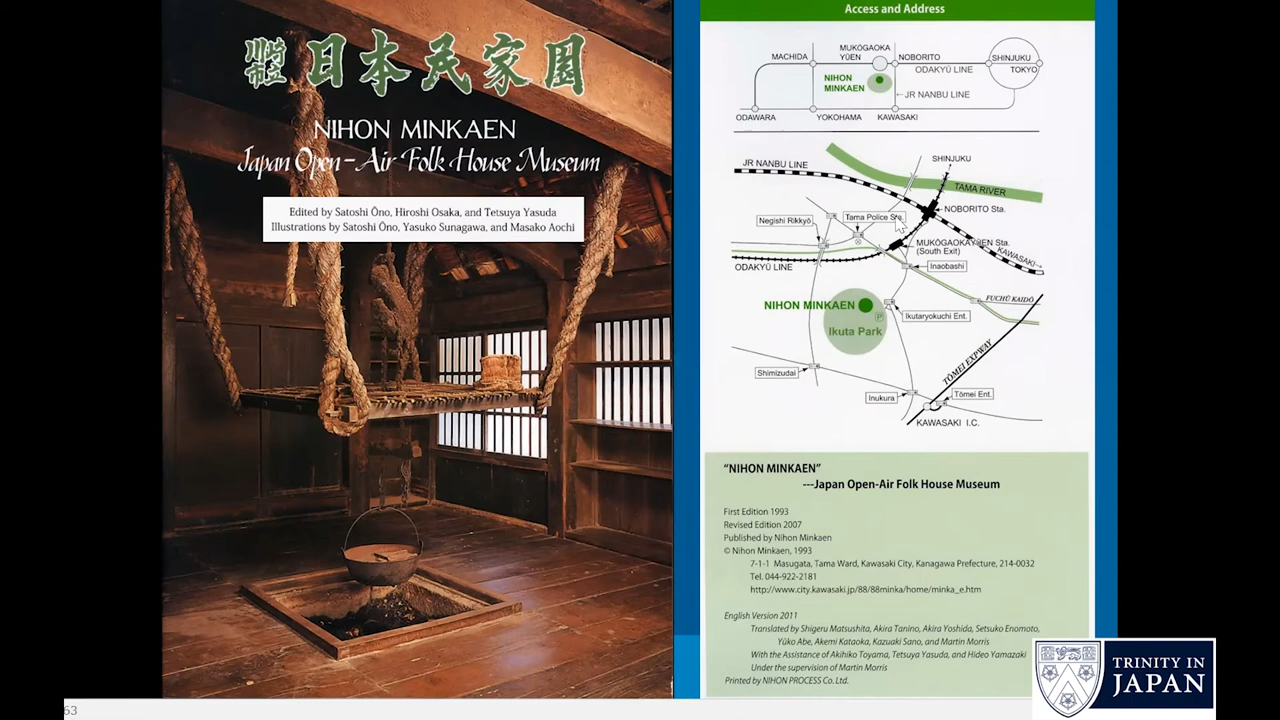 川崎市立 日本民家園
NIHON MINKAEN
Japan Open-Air Folk House Museum
Edited by Satoshi Ōno, Hiroshi Osaka, and Tetsuya Yasuda
Illustrations by Satoshi Ōno, Yasuko Sunagawa, and Masako Aochi
Access and Address
MACHIDA
MUKŌGAOKA
YŪEN
NOBORITO
ODAKYŪ LINE
SHINJUKU
TOKYO
NIHON
MINKAEN
←JR NANBU LINE
ODAWARA
YOKOHAMA
KAWASAKI
SHINJUKU
JR NANBU LINE
TAMA RIVER
NOBORITO Sta.
Negishi Rikkyō
Tama Police Sta.
MUKŌGAOKAYŪEN Sta.
(South Exit)
KAWASAKI→
ODAKYŪ LINE
Inaobashi
NIHON MINKAEN
P
Ikuta Park
FUCHŪ KAIDŌ
Ikutaryokuchi Ent.
TŌMEI EXPWAY
Shimizudai
Inukura
Tōmei Ent.
KAWASAKI I.C.
“NIHON MINKAEN”
---Japan Open-Air Folk House Museum
First Edition 1993
Revised Edition 2007
Published by Nihon Minkaen
© Nihon Minkaen, 1993
7-1-1 Masugata, Tama Ward, Kawasaki City, Kanagawa Prefecture, 214-0032
Tel. 044-922-2181
http://www.city.kawasaki.jp/88/88minka/home/minka_e.htm
English Version 2011
Translated by Shigeru Matsushita, Akira Tanino, Akira Yoshida, Setsuko Enomoto,
Yūko Abe, Akemi Kataoka, Kazuaki Sano, and Martin Morris
With the Assistance of Akihiko Toyama, Tetsuya Yasuda, and Hideo Yamazaki
Under the supervision of Martin Morris
Printed by NIHON PROCESS Co. Ltd.
TRINITY IN
JAPAN
63